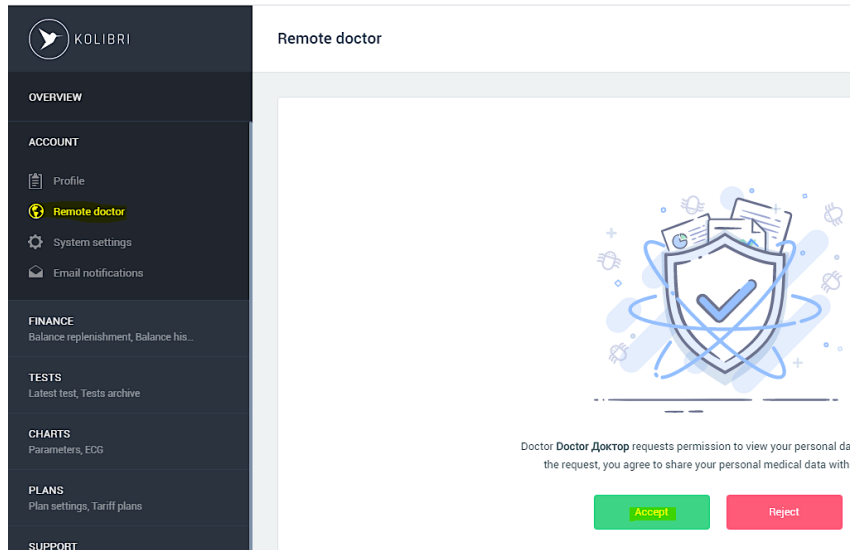 KOLIBRI
Remote doctor
OVERVIEW
ACCOUNT
Profile
Remote doctor
System settings
Email notifications
FINANCE
Balance replenishment, Balance his...
TESTS
Latest test, Tests archive
CHARTS
Parameters, ECG
PLANS
Plan settings, Tariff plans
SUPPORT
Doctor Doctor Доктор requests permission to view your personal da
the request, you agree to share your personal medical data with
Accept
Reject